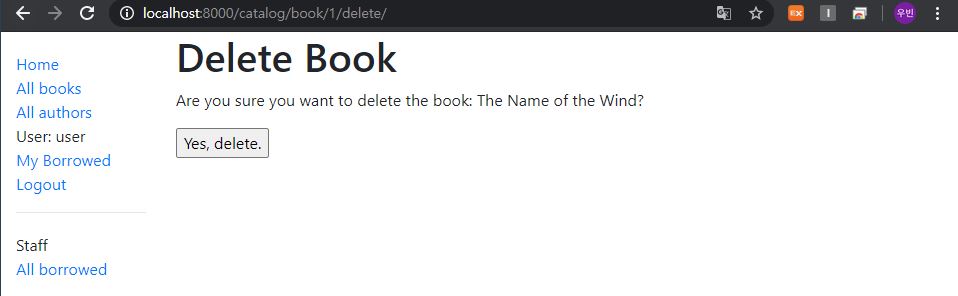 localhost:8000/catalog/book/1/delete/
우빈
Home
All books
All authors
User: user
My Borrowed
Logout
Staff
All borrowed
Delete Book
Are you sure you want to delete the book: The Name of the Wind?
Yes, delete.